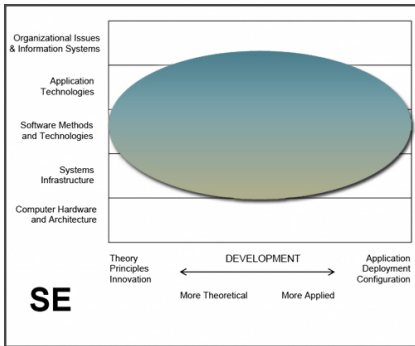 Organizational Issues
& Information Systems
Application
Technologies
Software Methods
and Technologies
Systems
Infrastructure
Computer Hardware
and Architecture
Theory
Principles
Innovation
DEVELOPMENT
More Theoretical
More Applied
Application
Deployment
Configuration
SE